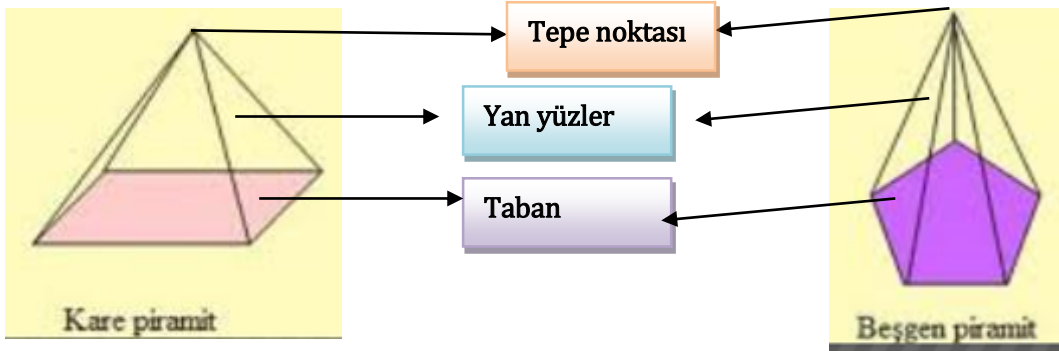 Tepe noktası
Yan yüzler
Taban
Kare piramit
Beşgen piramit